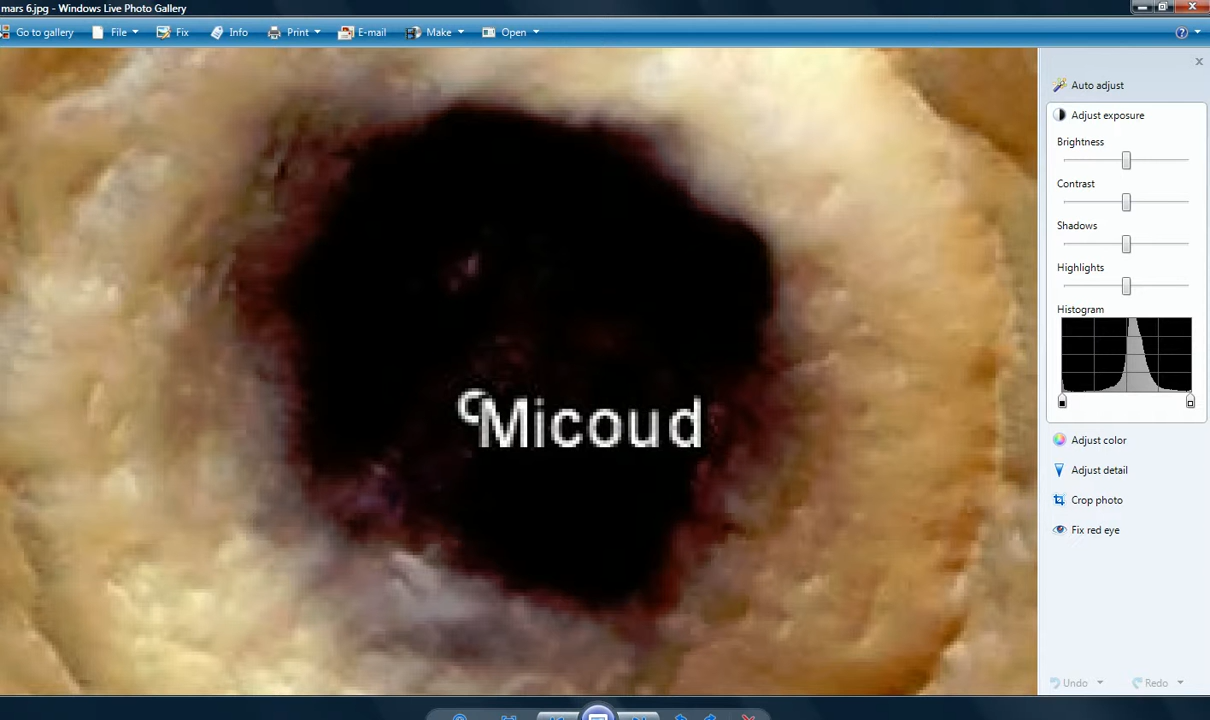 mars 6.jpg - Windows Live Photo Gallery
Go to gallery File Fix Info Print E-mail Make Open
Auto adjust
Adjust exposure
Brightness
Contrast
Shadows
Highlights
Histogram
Micoud
Adjust color
Adjust detail
Crop photo
Fix red eye
Undo Redo